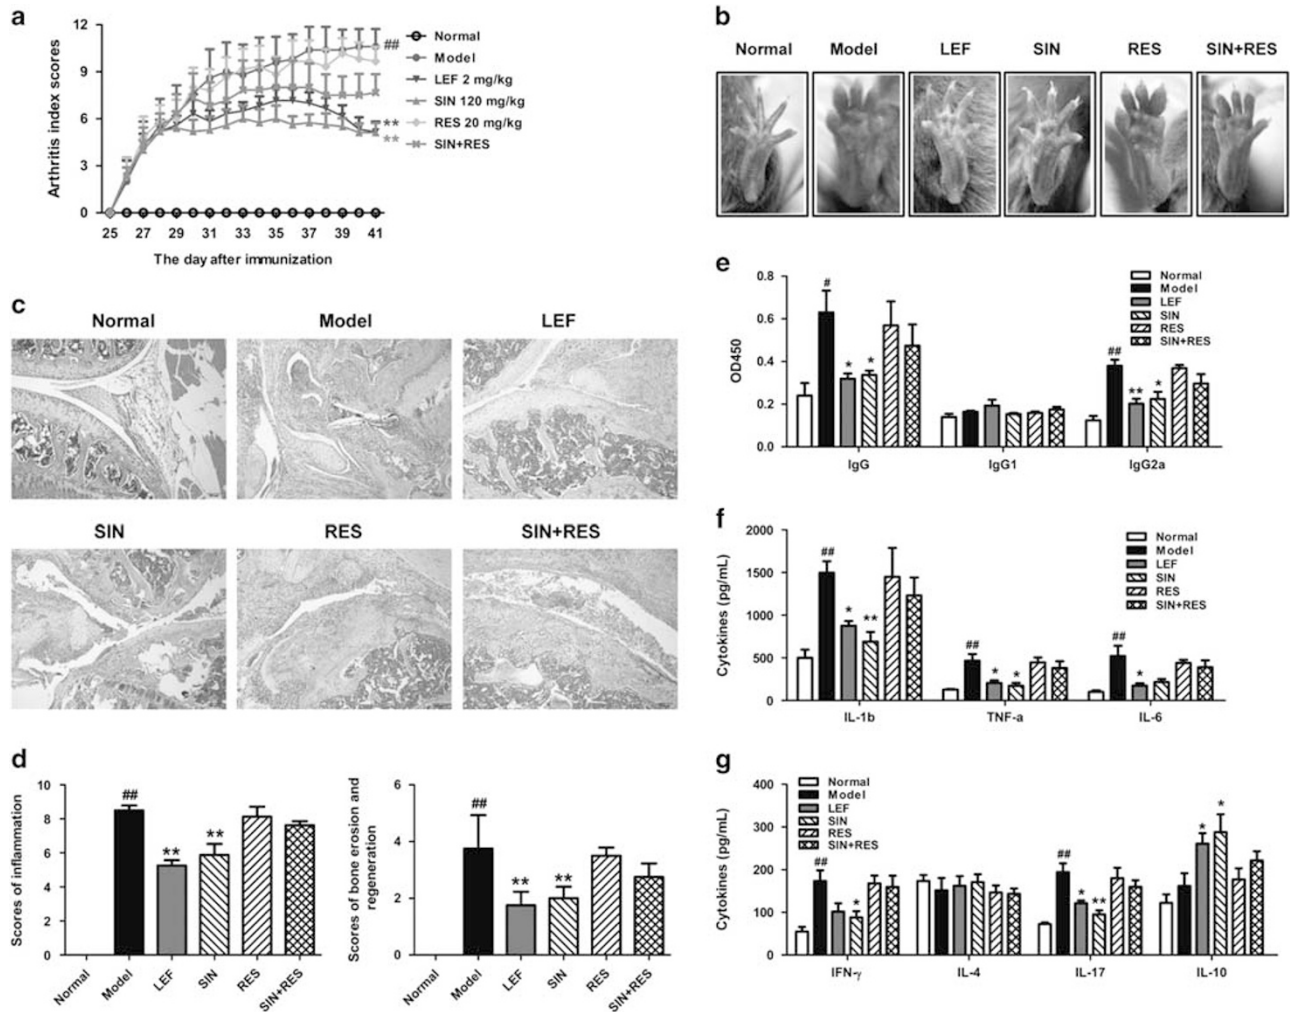 a
12
9
6
3
0
Arthritis index scores
25 27 29 31 33 35 37 39 41
The day after immunization
##
**
**
Normal
Model
LEF 2 mg/kg
SIN 120 mg/kg
RES 20 mg/kg
SIN+RES
b
Normal Model LEF SIN RES SIN+RES
c
Normal Model LEF
SIN RES SIN+RES
d
Scores of inflammation
10
8
6
4
2
0
##
**
**
Normal Model LEF SIN RES SIN+RES
Scores of bone erosion and
regeneration
6
4
2
0
##
**
**
Normal Model LEF SIN RES SIN+RES
e
OD450
0.8
0.6
0.4
0.2
0.0
# * *
## ** *
IgG IgG1 IgG2a
Normal
Model
LEF
SIN
RES
SIN+RES
f
Cytokines (pg/mL)
2000
1500
1000
500
0
## * **
## * *
## *
IL-1b TNF-a IL-6
Normal
Model
LEF
SIN
RES
SIN+RES
g
Cytokines (pg/mL)
400
300
200
100
0
Normal
Model
LEF
SIN
RES
SIN+RES
## *
## * **
* *
IFN-γ IL-4 IL-17 IL-10